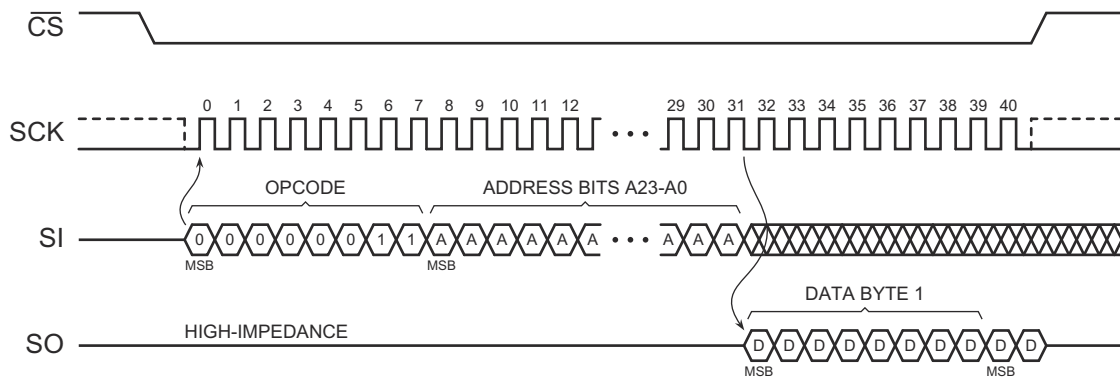 CS
0 1 2 3 4 5 6 7 8 9 10 11 12 29 30 31 32 33 34 35 36 37 38 39 40
SCK
OPCODE ADDRESS BITS A23-A0
SI 0 0 0 0 0 0 1 1 A A A A A A A A A
MSB MSB
DATA BYTE 1
SO HIGH-IMPEDANCE D D D D D D D D D D
MSB MSB